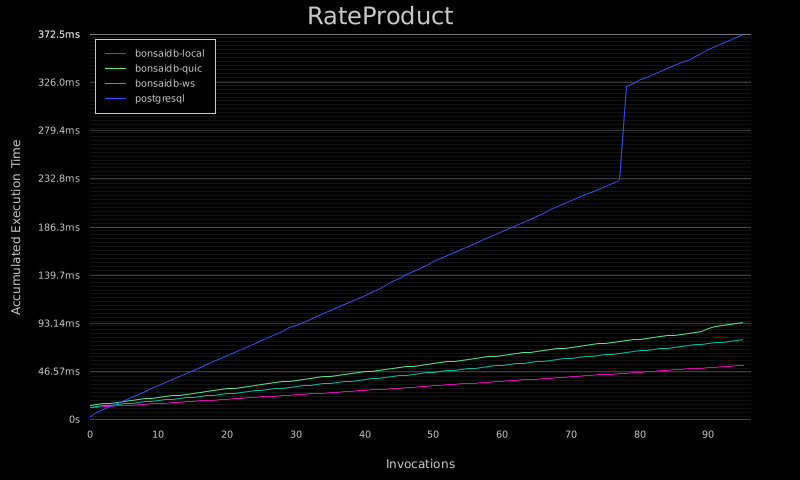 RateProduct
372.5ms
326.0ms
279.4ms
232.8ms
186.3ms
139.7ms
93.14ms
46.57ms
0s
bonsaidb-local
bonsaidb-quic
bonsaidb-ws
postgresql
Accumulated Execution Time
0 10 20 30 40 50 60 70 80 90
Invocations